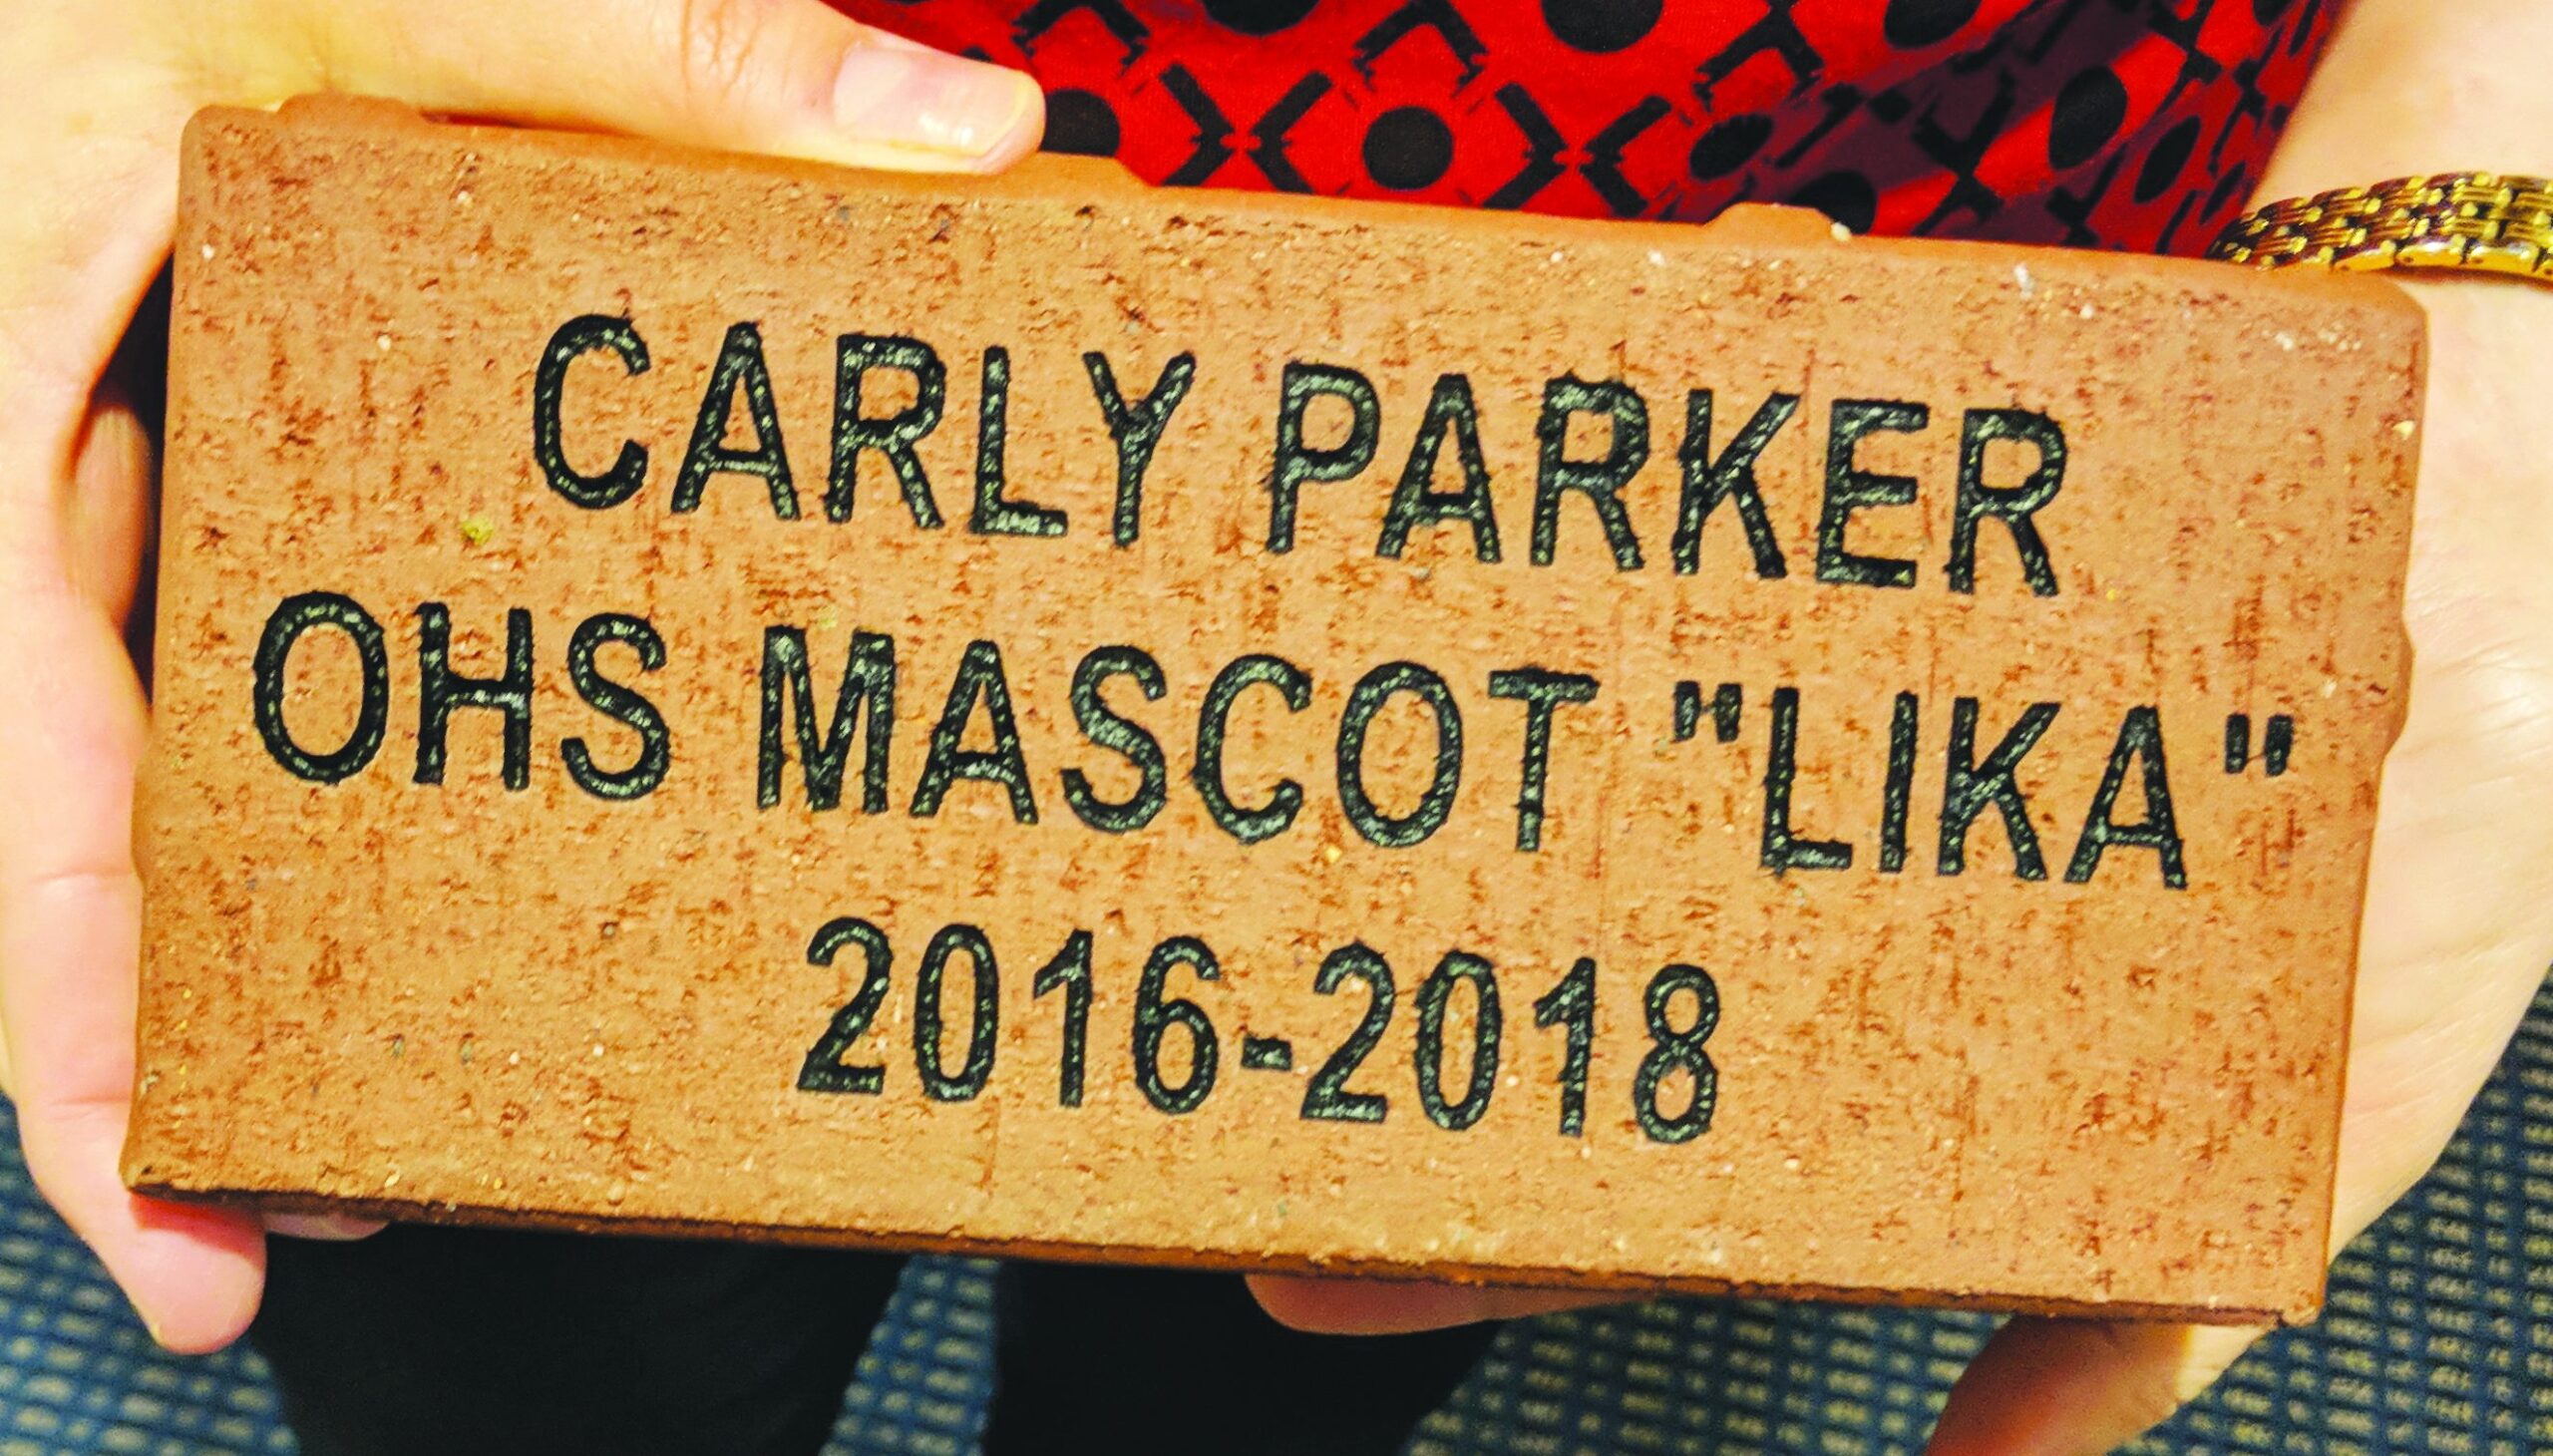 CARLY PARKER
OHS MASCOT "LIKA"
2016-2018